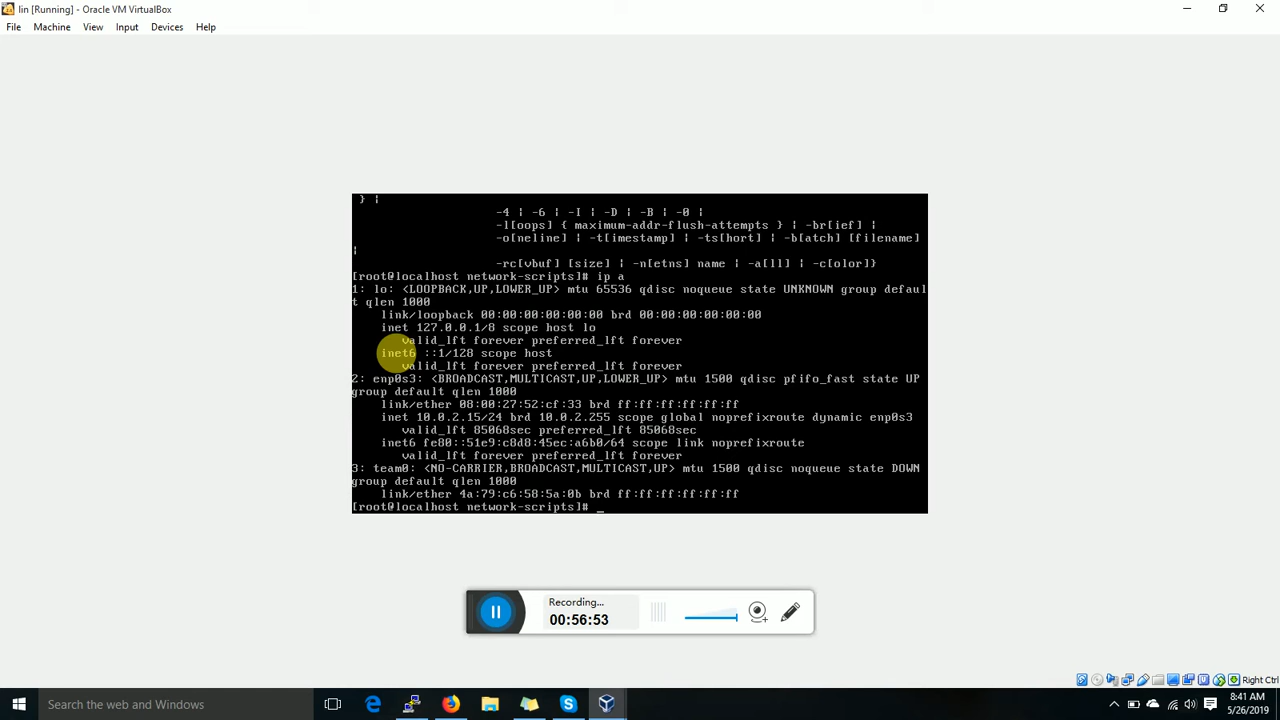 lin [Running] - Oracle VM VirtualBox
File Machine View Input Devices Help
} |
-4 | -6 | -I | -D | -B | -0 |
-l[oops] { maximum-addr-flush-attempts } | -br[ief] |
-o[neline] | -t[imestamp] | -ts[hort] | -b[atch] [filename]
|
-rc[vbuf] [size] | -n[etns] name | -a[ll] | -c[olor]}
[root@localhost network-scripts]# ip a
1: lo: <LOOPBACK,UP,LOWER_UP> mtu 65536 qdisc noqueue state UNKNOWN group defaul
t qlen 1000
link/loopback 00:00:00:00:00:00 brd 00:00:00:00:00:00
inet 127.0.0.1/8 scope host lo
valid_lft forever preferred_lft forever
inet6 ::1/128 scope host
valid_lft forever preferred_lft forever
2: enp0s3: <BROADCAST,MULTICAST,UP,LOWER_UP> mtu 1500 qdisc pfifo_fast state UP
group default qlen 1000
link/ether 08:00:27:52:cf:33 brd ff:ff:ff:ff:ff:ff
inet 10.0.2.15/24 brd 10.0.2.255 scope global noprefixroute dynamic enp0s3
valid_lft 85068sec preferred_lft 85068sec
inet6 fe80::51e9:c8d8:45ec:a6b0/64 scope link noprefixroute
valid_lft forever preferred_lft forever
3: team0: <NO-CARRIER,BROADCAST,MULTICAST,UP> mtu 1500 qdisc noqueue state DOWN
group default qlen 1000
link/ether 4a:79:c6:58:5a:0b brd ff:ff:ff:ff:ff:ff
[root@localhost network-scripts]# _
Recording...
00:56:53
Right Ctrl
Search the web and Windows
8:41 AM
5/26/2019